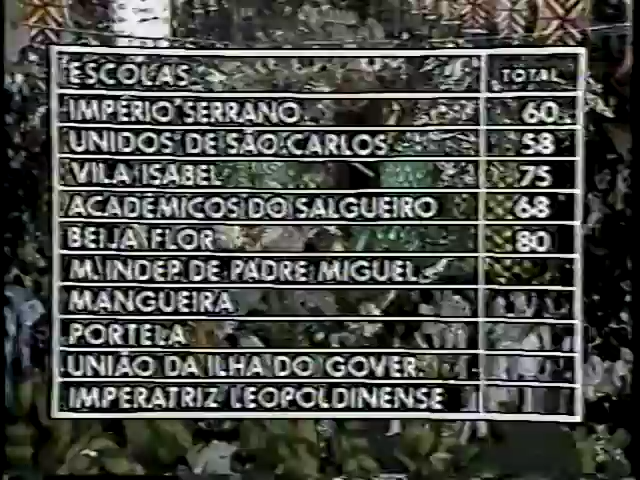 ESCOLAS TOTAL
IMPÉRIO SERRANO 60
UNIDOS DE SÃO CARLOS 58
VILA ISABEL 75
ACADÊMICOS DO SALGUEIRO 68
BEIJA FLOR 80
M. INDEP. DE PADRE MIGUEL
MANGUEIRA
PORTELA
UNIÃO DA ILHA DO GOVER.
IMPERATRIZ LEOPOLDINENSE